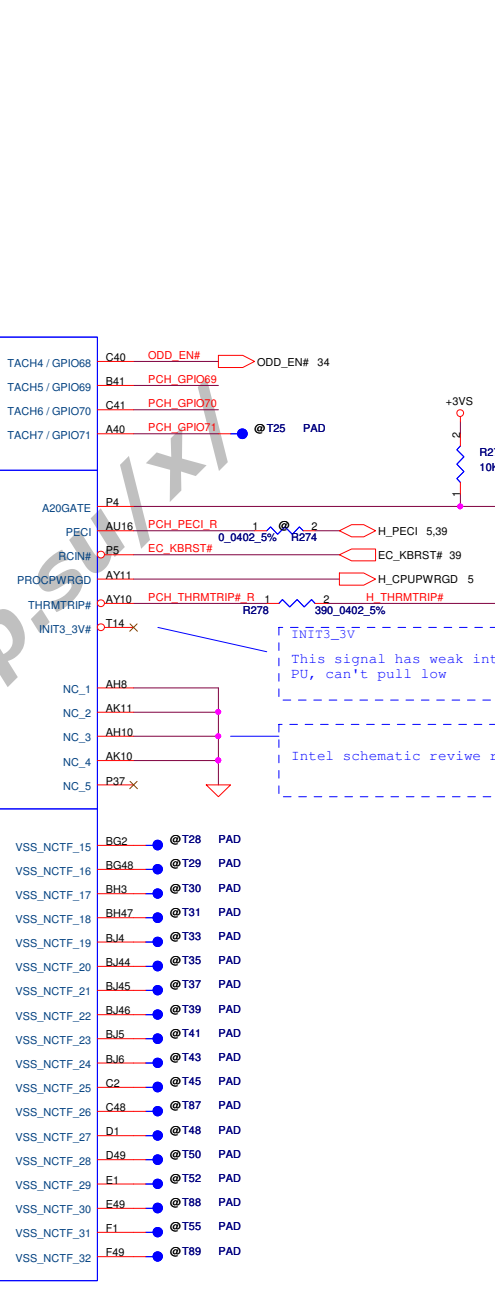 TACH4 / GPIO68 C40 ODD_EN# ODD_EN# 34
TACH5 / GPIO69 B41 PCH_GPIO69
TACH6 / GPIO70 C41 PCH_GPIO70
TACH7 / GPIO71 A40 PCH_GPIO71 @T25 PAD
+3VS
2
1
A20GATE P4
PECI AU16 PCH_PECI_R 1 @ 2 H_PECI 5,39
0_0402_5% R274
RCIN# P5 EC_KBRST# EC_KBRST# 39
PROCPWRGD AY11 H_CPUPWRGD 5
THRMTRIP# AY10 PCH_THRMTRIP#_R 1 2 H_THRMTRIP#
R278 390_0402_5%
INIT3_3V# T14
INIT3_3V
This signal has weak int
PU, can't pull low
NC_1 AH8
NC_2 AK11
NC_3 AH10
NC_4 AK10
NC_5 P37
Intel schematic reviwe r
VSS_NCTF_15 BG2 @T28 PAD
VSS_NCTF_16 BG48 @T29 PAD
VSS_NCTF_17 BH3 @T30 PAD
VSS_NCTF_18 BH47 @T31 PAD
VSS_NCTF_19 BJ4 @T33 PAD
VSS_NCTF_20 BJ44 @T35 PAD
VSS_NCTF_21 BJ45 @T37 PAD
VSS_NCTF_22 BJ46 @T39 PAD
VSS_NCTF_23 BJ5 @T41 PAD
VSS_NCTF_24 BJ6 @T43 PAD
VSS_NCTF_25 C2 @T45 PAD
VSS_NCTF_26 C48 @T87 PAD
VSS_NCTF_27 D1 @T48 PAD
VSS_NCTF_28 D49 @T50 PAD
VSS_NCTF_29 E1 @T52 PAD
VSS_NCTF_30 E49 @T88 PAD
VSS_NCTF_31 F1 @T55 PAD
VSS_NCTF_32 F49 @T89 PAD
p.su/x/